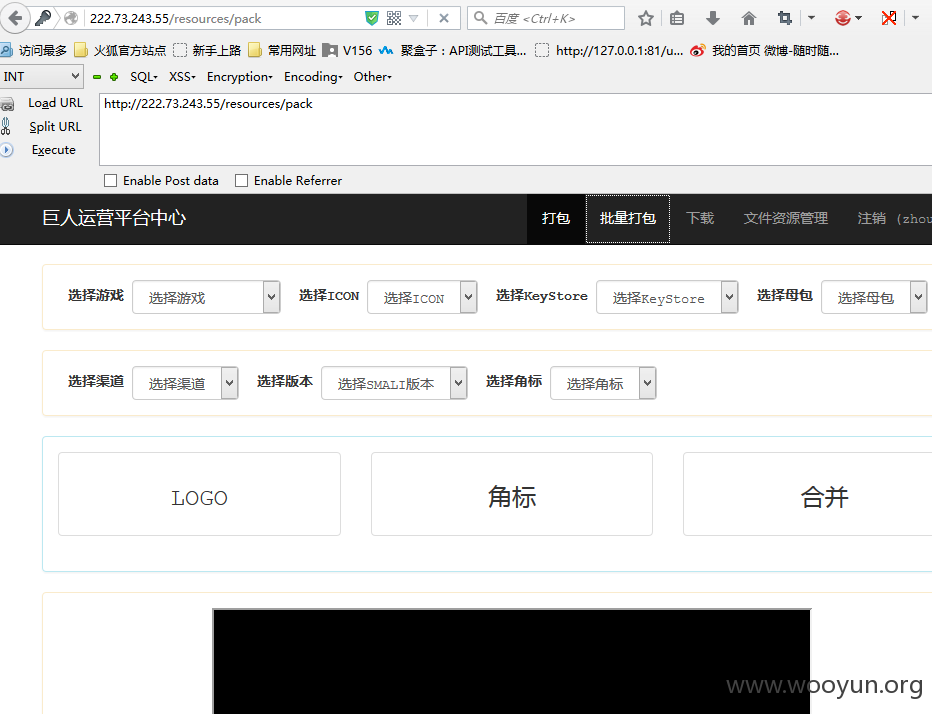 222.73.243.55/resources/pack
百度 <Ctrl+K>
访问最多 火狐官方站点 新手上路 常用网址 V156 聚盒子：API测试工具... http://127.0.0.1:81/u... 我的首页 微博-随时随...
INT SQL XSS Encryption Encoding Other
Load URL http://222.73.243.55/resources/pack
Split URL
Execute
Enable Post data Enable Referrer
巨人运营平台中心 打包 批量打包 下载 文件资源管理 注销 (zhou
选择游戏 选择游戏 选择ICON 选择ICON 选择KeyStore 选择KeyStore 选择母包 选择母包
选择渠道 选择渠道 选择版本 选择SMALI版本 选择角标 选择角标
LOGO 角标 合并
www.wooyun.org